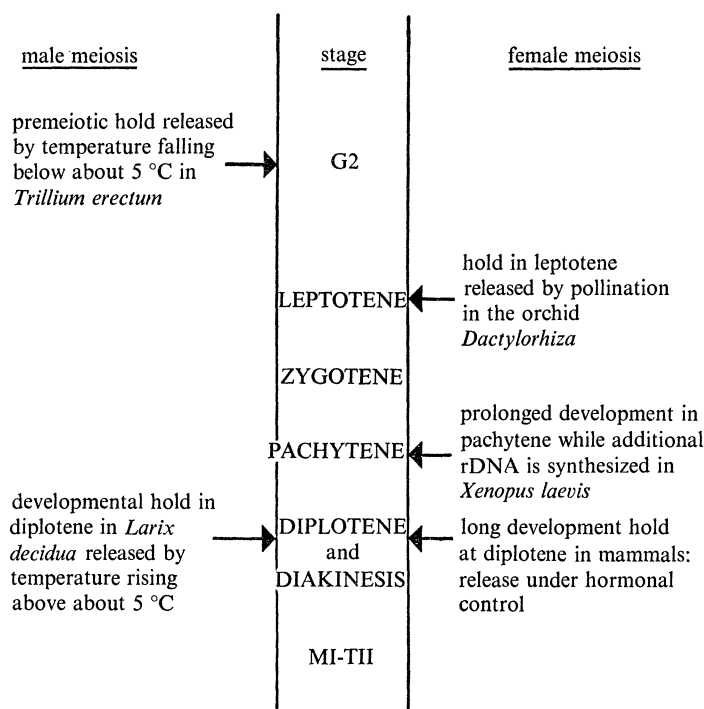 male meiosis
stage
female meiosis
premeiotic hold released
by temperature falling
below about 5 °C in
Trillium erectum
G2
hold in leptotene
released by pollination
in the orchid
Dactylorhiza
LEPTOTENE
ZYGOTENE
prolonged development in
pachytene while additional
rDNA is synthesized in
Xenopus laevis
PACHYTENE
developmental hold in
diplotene in Larix
decidua released by
temperature rising
above about 5 °C
DIPLOTENE
and
DIAKINESIS
long development hold
at diplotene in mammals:
release under hormonal
control
MI-TII